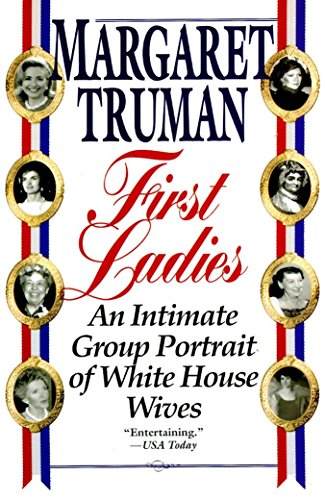 MARGARET
TRUMAN
First
Ladies
An Intimate
Group Portrait
of White House
Wives
“Entertaining.”
—USA Today